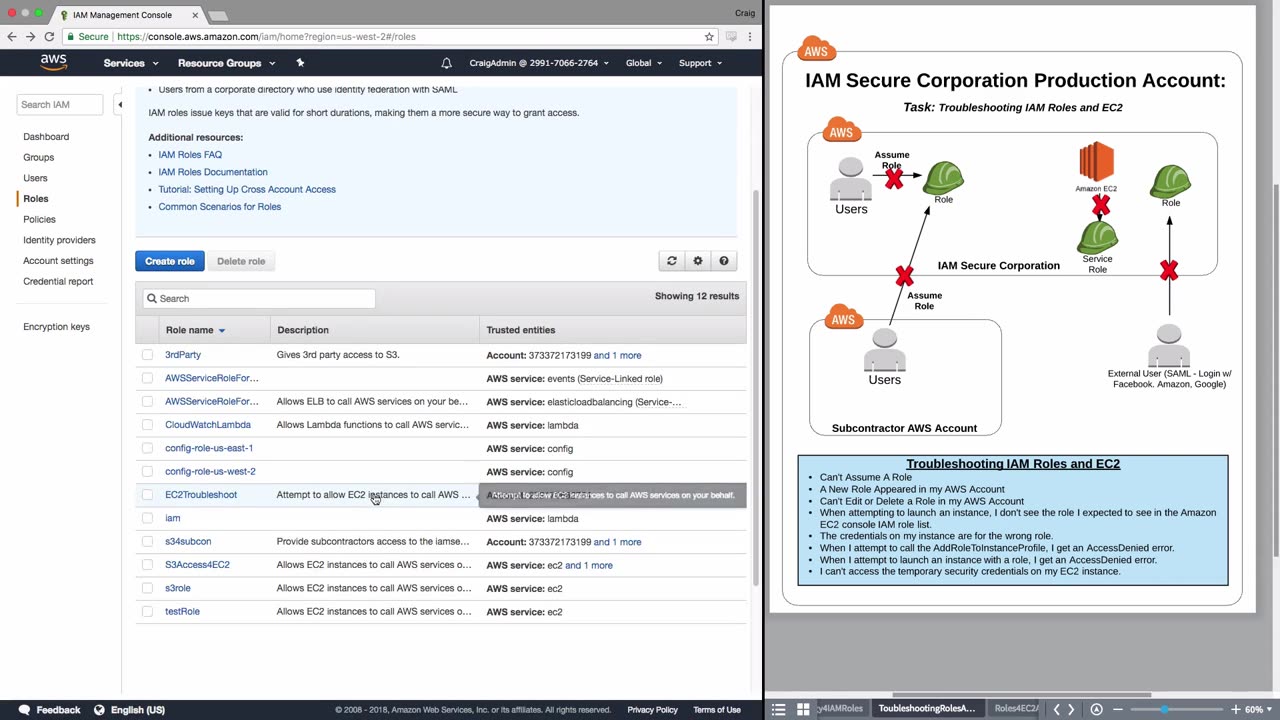 IAM Management Console
Craig
Secure
https://console.aws.amazon.com/iam/home?region=us-west-2#/roles
aws
Services
Resource Groups
CraigAdmin @ 2991-7066-2764
Global
Support
Search IAM
Dashboard
Groups
Users
Roles
Policies
Identity providers
Account settings
Credential report
Encryption keys
• Users from a corporate directory who use identity federation with SAML
IAM roles issue keys that are valid for short durations, making them a more secure way to grant access.
Additional resources:
• IAM Roles FAQ
• IAM Roles Documentation
• Tutorial: Setting Up Cross Account Access
• Common Scenarios for Roles
Create role
Delete role
Search
Showing 12 results
Role name Description Trusted entities
3rdParty Gives 3rd party access to S3. Account: 373372173199 and 1 more
AWSServiceRoleFor... AWS service: events (Service-Linked role)
AWSServiceRoleFor... Allows ELB to call AWS services on your be... AWS service: elasticloadbalancing (Service-...
CloudWatchLambda Allows Lambda functions to call AWS servic... AWS service: lambda
config-role-us-east-1 AWS service: config
config-role-us-west-2 AWS service: config
EC2Troubleshoot Attempt to allow EC2 instances to call AWS ... Attempt to allow EC2 instances to call AWS services on your behalf.
iam AWS service: lambda
s34subcon Provide subcontractors access to the iamse... Account: 373372173199 and 1 more
S3Access4EC2 Allows EC2 instances to call AWS services o... AWS service: ec2 and 1 more
s3role Allows EC2 instances to call AWS services o... AWS service: ec2
testRole Allows EC2 instances to call AWS services o... AWS service: ec2
Feedback
English (US)
© 2008 - 2018, Amazon Web Services, Inc. or its affiliates. All rights reserved.
Privacy Policy
Terms of Use
AWS
IAM Secure Corporation Production Account:
Task: Troubleshooting IAM Roles and EC2
AWS
Assume
Role
Users
Role
Amazon EC2
Role
Service
Role
IAM Secure Corporation
Assume
Role
AWS
Users
External User (SAML - Login w/
Facebook. Amazon, Google)
Subcontractor AWS Account
Troubleshooting IAM Roles and EC2
• Can't Assume A Role
• A New Role Appeared in my AWS Account
• Can't Edit or Delete a Role in my AWS Account
• When attempting to launch an instance, I don't see the role I expected to see in the Amazon
EC2 console IAM role list.
• The credentials on my instance are for the wrong role.
• When I attempt to call the AddRoleToInstanceProfile, I get an AccessDenied error.
• When I attempt to launch an instance with a role, I get an AccessDenied error.
• I can't access the temporary security credentials on my EC2 instance.
y4IAMRoles
ToubleshootingRolesA...
Roles4EC2/
60%